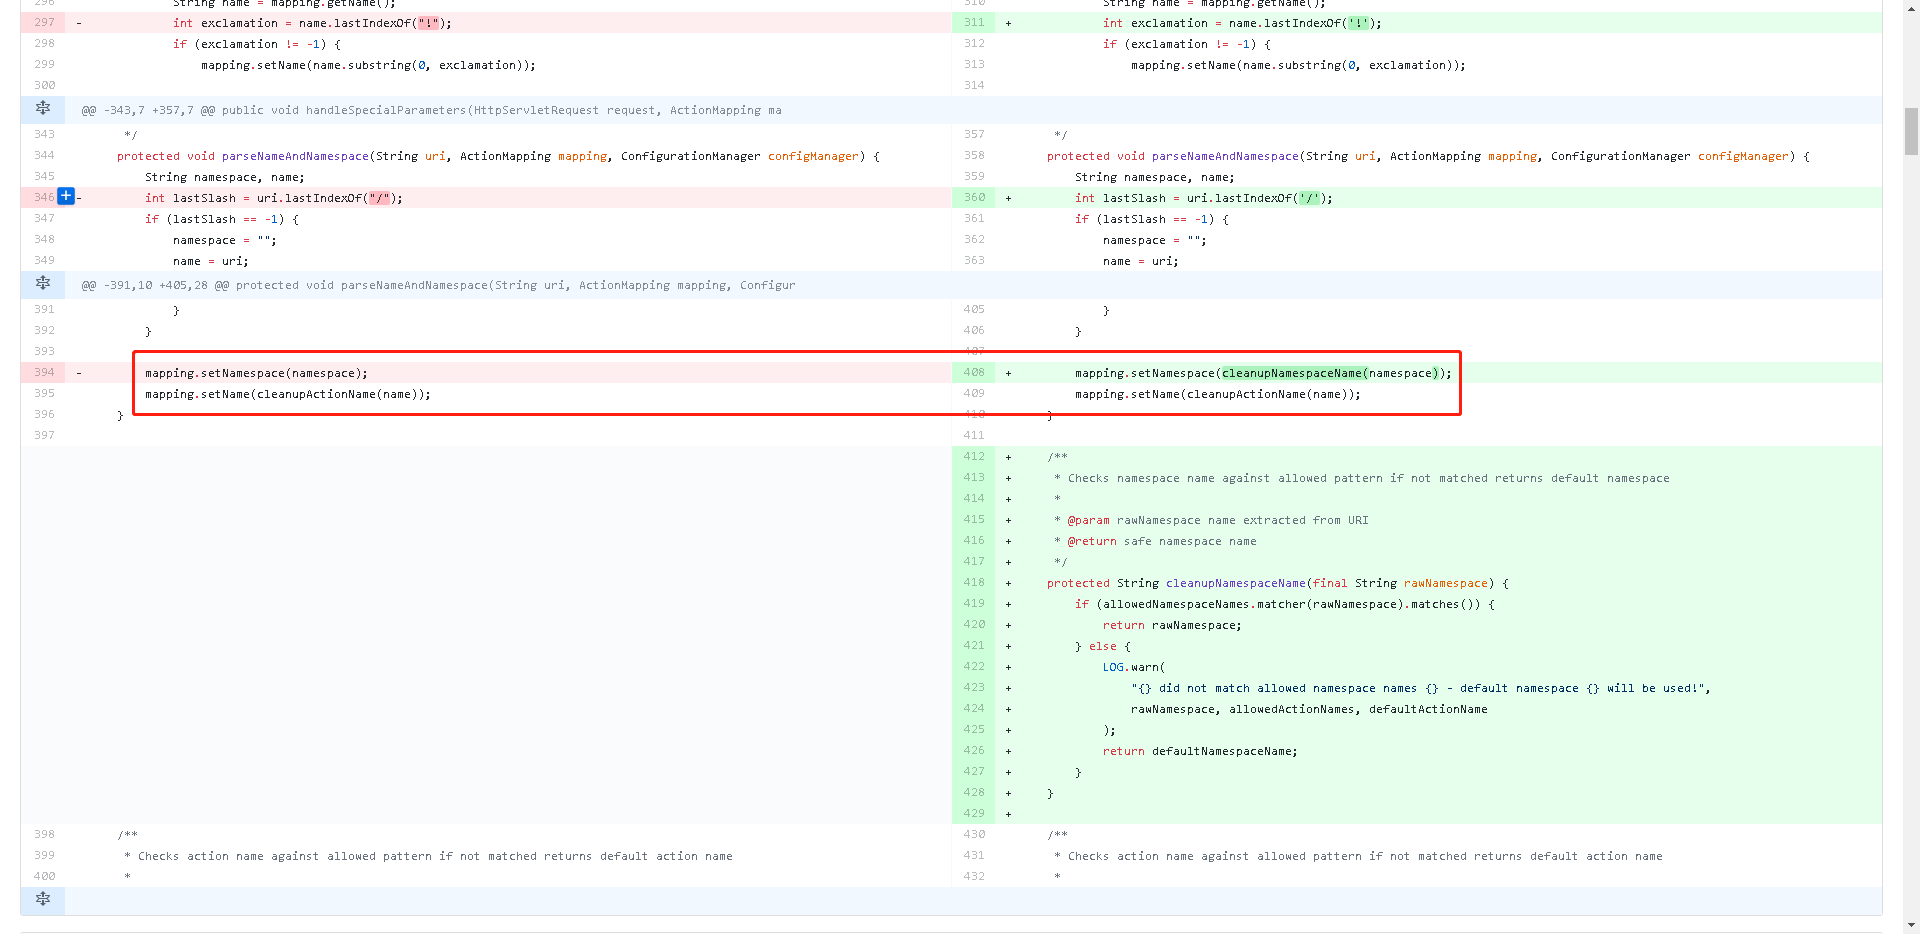 296 String name = mapping.getName(); 310 String name = mapping.getName();
297 - int exclamation = name.lastIndexOf("!"); 311 + int exclamation = name.lastIndexOf('!');
298 if (exclamation != -1) { 312 if (exclamation != -1) {
299 mapping.setName(name.substring(0, exclamation)); 313 mapping.setName(name.substring(0, exclamation));
300 314
@@ -343,7 +357,7 @@ public void handleSpecialParameters(HttpServletRequest request, ActionMapping ma
343 */ 357 */
344 protected void parseNameAndNamespace(String uri, ActionMapping mapping, ConfigurationManager configManager) { 358 protected void parseNameAndNamespace(String uri, ActionMapping mapping, ConfigurationManager configManager) {
345 String namespace, name; 359 String namespace, name;
346 - int lastSlash = uri.lastIndexOf("/"); 360 + int lastSlash = uri.lastIndexOf('/');
347 if (lastSlash == -1) { 361 if (lastSlash == -1) {
348 namespace = ""; 362 namespace = "";
349 name = uri; 363 name = uri;
@@ -391,10 +405,28 @@ protected void parseNameAndNamespace(String uri, ActionMapping mapping, Configur
391 } 405 }
392 } 406 }
393 407
394 - mapping.setNamespace(namespace); 408 + mapping.setNamespace(cleanupNamespaceName(namespace));
395 mapping.setName(cleanupActionName(name)); 409 mapping.setName(cleanupActionName(name));
396 } 410 }
397 411
412 + /**
413 + * Checks namespace name against allowed pattern if not matched returns default namespace
414 + *
415 + * @param rawNamespace name extracted from URI
416 + * @return safe namespace name
417 + */
418 + protected String cleanupNamespaceName(final String rawNamespace) {
419 + if (allowedNamespaceNames.matcher(rawNamespace).matches()) {
420 + return rawNamespace;
421 + } else {
422 + LOG.warn(
423 + "{} did not match allowed namespace names {} - default namespace {} will be used!",
424 + rawNamespace, allowedActionNames, defaultActionName
425 + );
426 + return defaultNamespaceName;
427 + }
428 + }
429 +
398 /** 430 /**
399 * Checks action name against allowed pattern if not matched returns default action name 431 * Checks action name against allowed pattern if not matched returns default action name
400 * 432 *